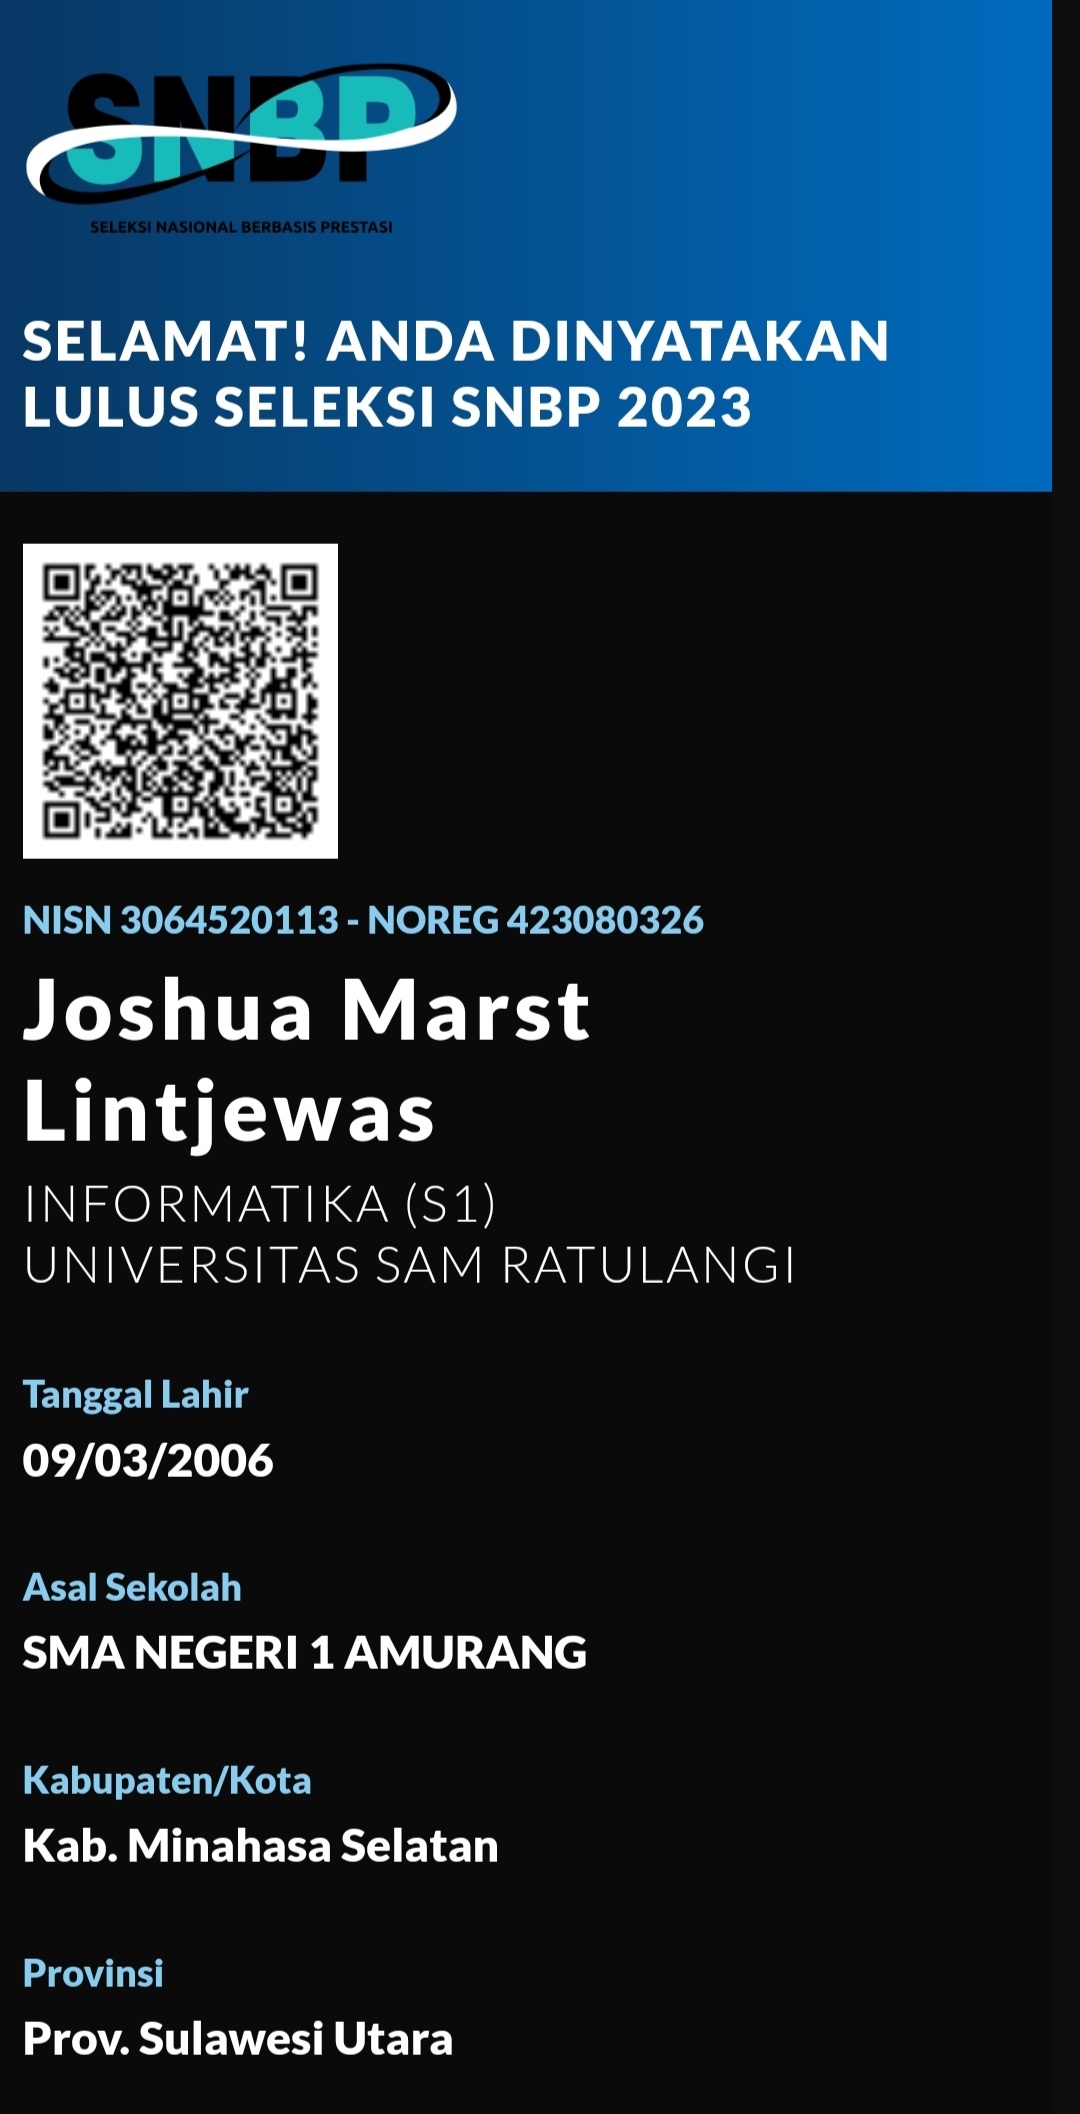 SNBP
SELEKSI NASIONAL BERBASIS PRESTASI
SELAMAT! ANDA DINYATAKAN
LULUS SELEKSI SNBP 2023
NISN 3064520113 - NOREG 423080326
Joshua Marst
Lintjewas
INFORMATIKA (S1)
UNIVERSITAS SAM RATULANGI
Tanggal Lahir
09/03/2006
Asal Sekolah
SMA NEGERI 1 AMURANG
Kabupaten/Kota
Kab. Minahasa Selatan
Provinsi
Prov. Sulawesi Utara